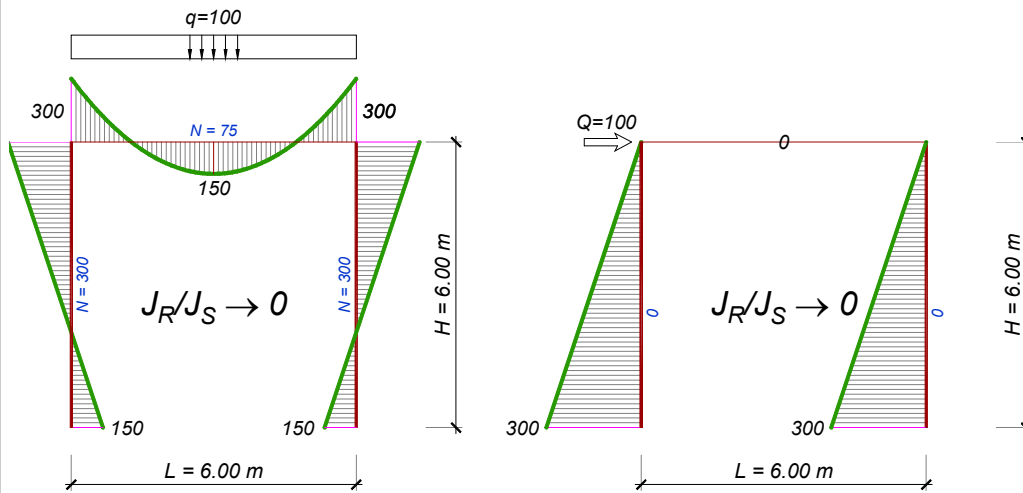 q=100
300
300
N = 75
150
N = 300
N = 300
J_R/J_S → 0
H = 6.00 m
150
150
L = 6.00 m
Q=100
0
0
0
J_R/J_S → 0
H = 6.00 m
300
300
L = 6.00 m